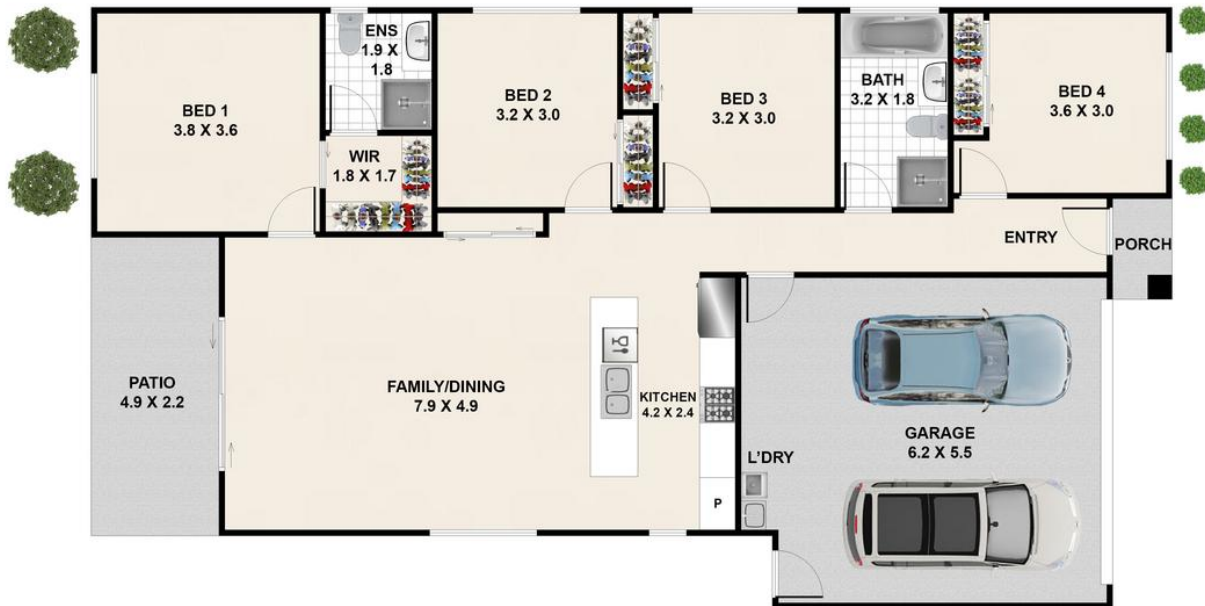 BED 1
3.8 X 3.6
ENS
1.9 X
1.8
WIR
1.8 X 1.7
BED 2
3.2 X 3.0
BED 3
3.2 X 3.0
BATH
3.2 X 1.8
BED 4
3.6 X 3.0
ENTRY
PORCH
PATIO
4.9 X 2.2
FAMILY/DINING
7.9 X 4.9
KITCHEN
4.2 X 2.4
P
L'DRY
GARAGE
6.2 X 5.5